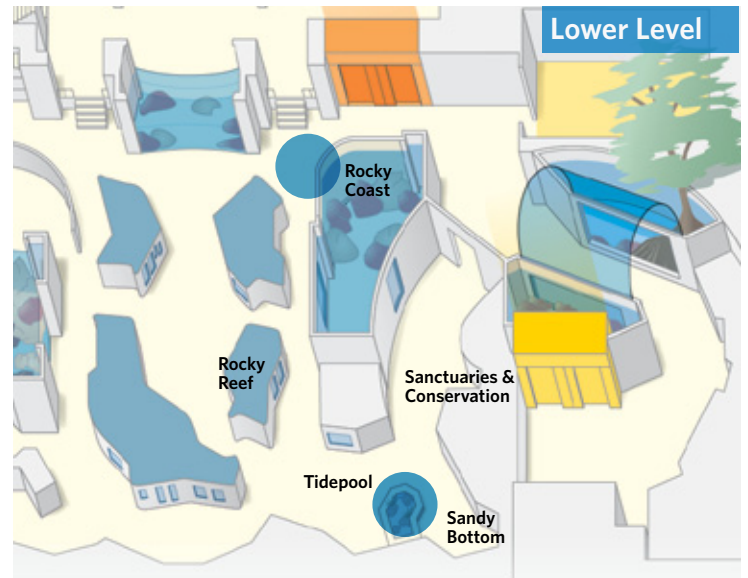 Lower Level
Rocky
Coast
Rocky
Reef
Sanctuaries &
Conservation
Tidepool
Sandy
Bottom